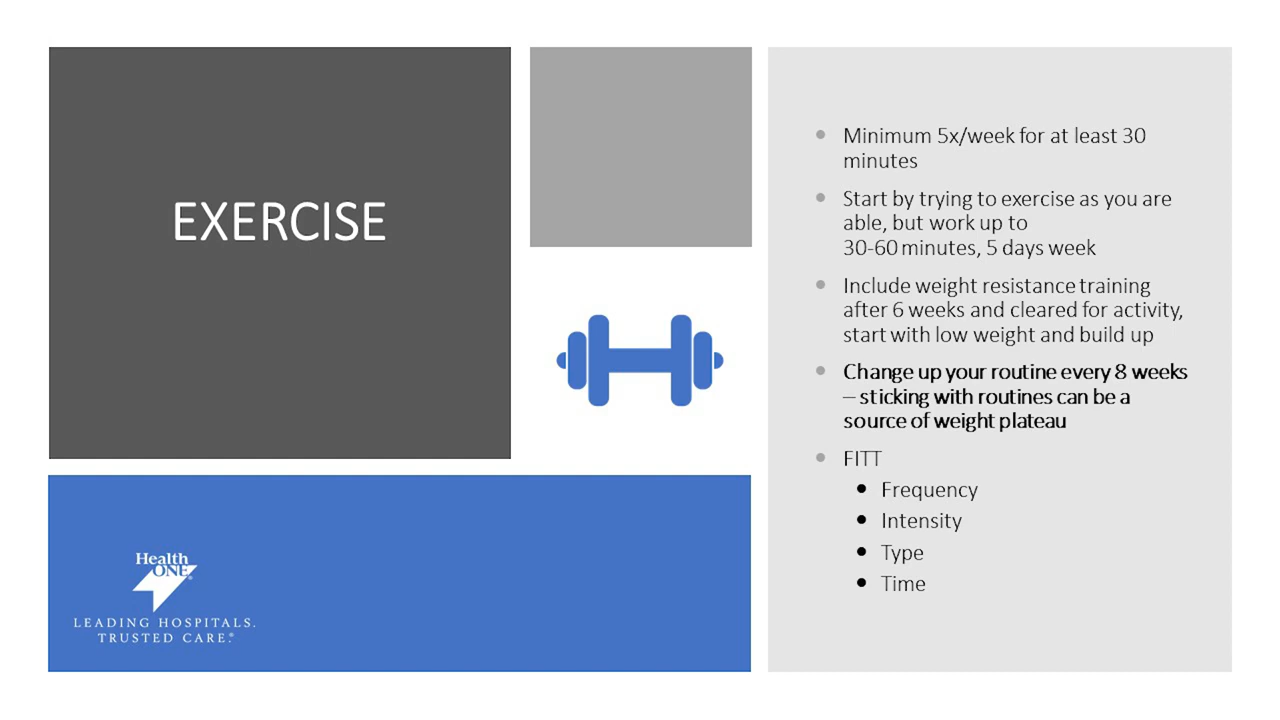 EXERCISE
Minimum 5x/week for at least 30
minutes
Start by trying to exercise as you are
able, but work up to
30-60 minutes, 5 days week
Include weight resistance training
after 6 weeks and cleared for activity,
start with low weight and build up
Change up your routine every 8 weeks
– sticking with routines can be a
source of weight plateau
FITT
Frequency
Intensity
Type
Time
Health
ONE®
LEADING HOSPITALS.
TRUSTED CARE.®